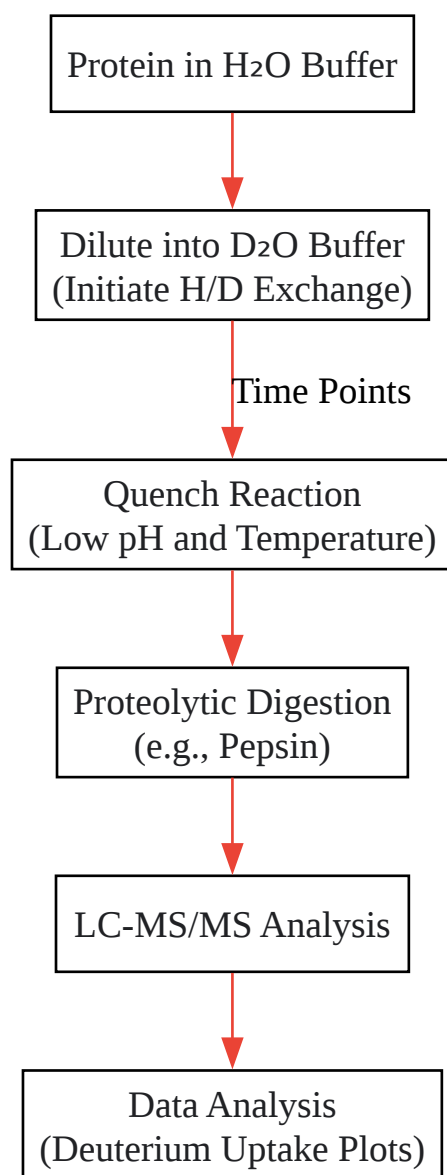 Protein in H₂O Buffer
Dilute into D₂O Buffer
(Initiate H/D Exchange)
Time Points
Quench Reaction
(Low pH and Temperature)
Proteolytic Digestion
(e.g., Pepsin)
LC-MS/MS Analysis
Data Analysis
(Deuterium Uptake Plots)